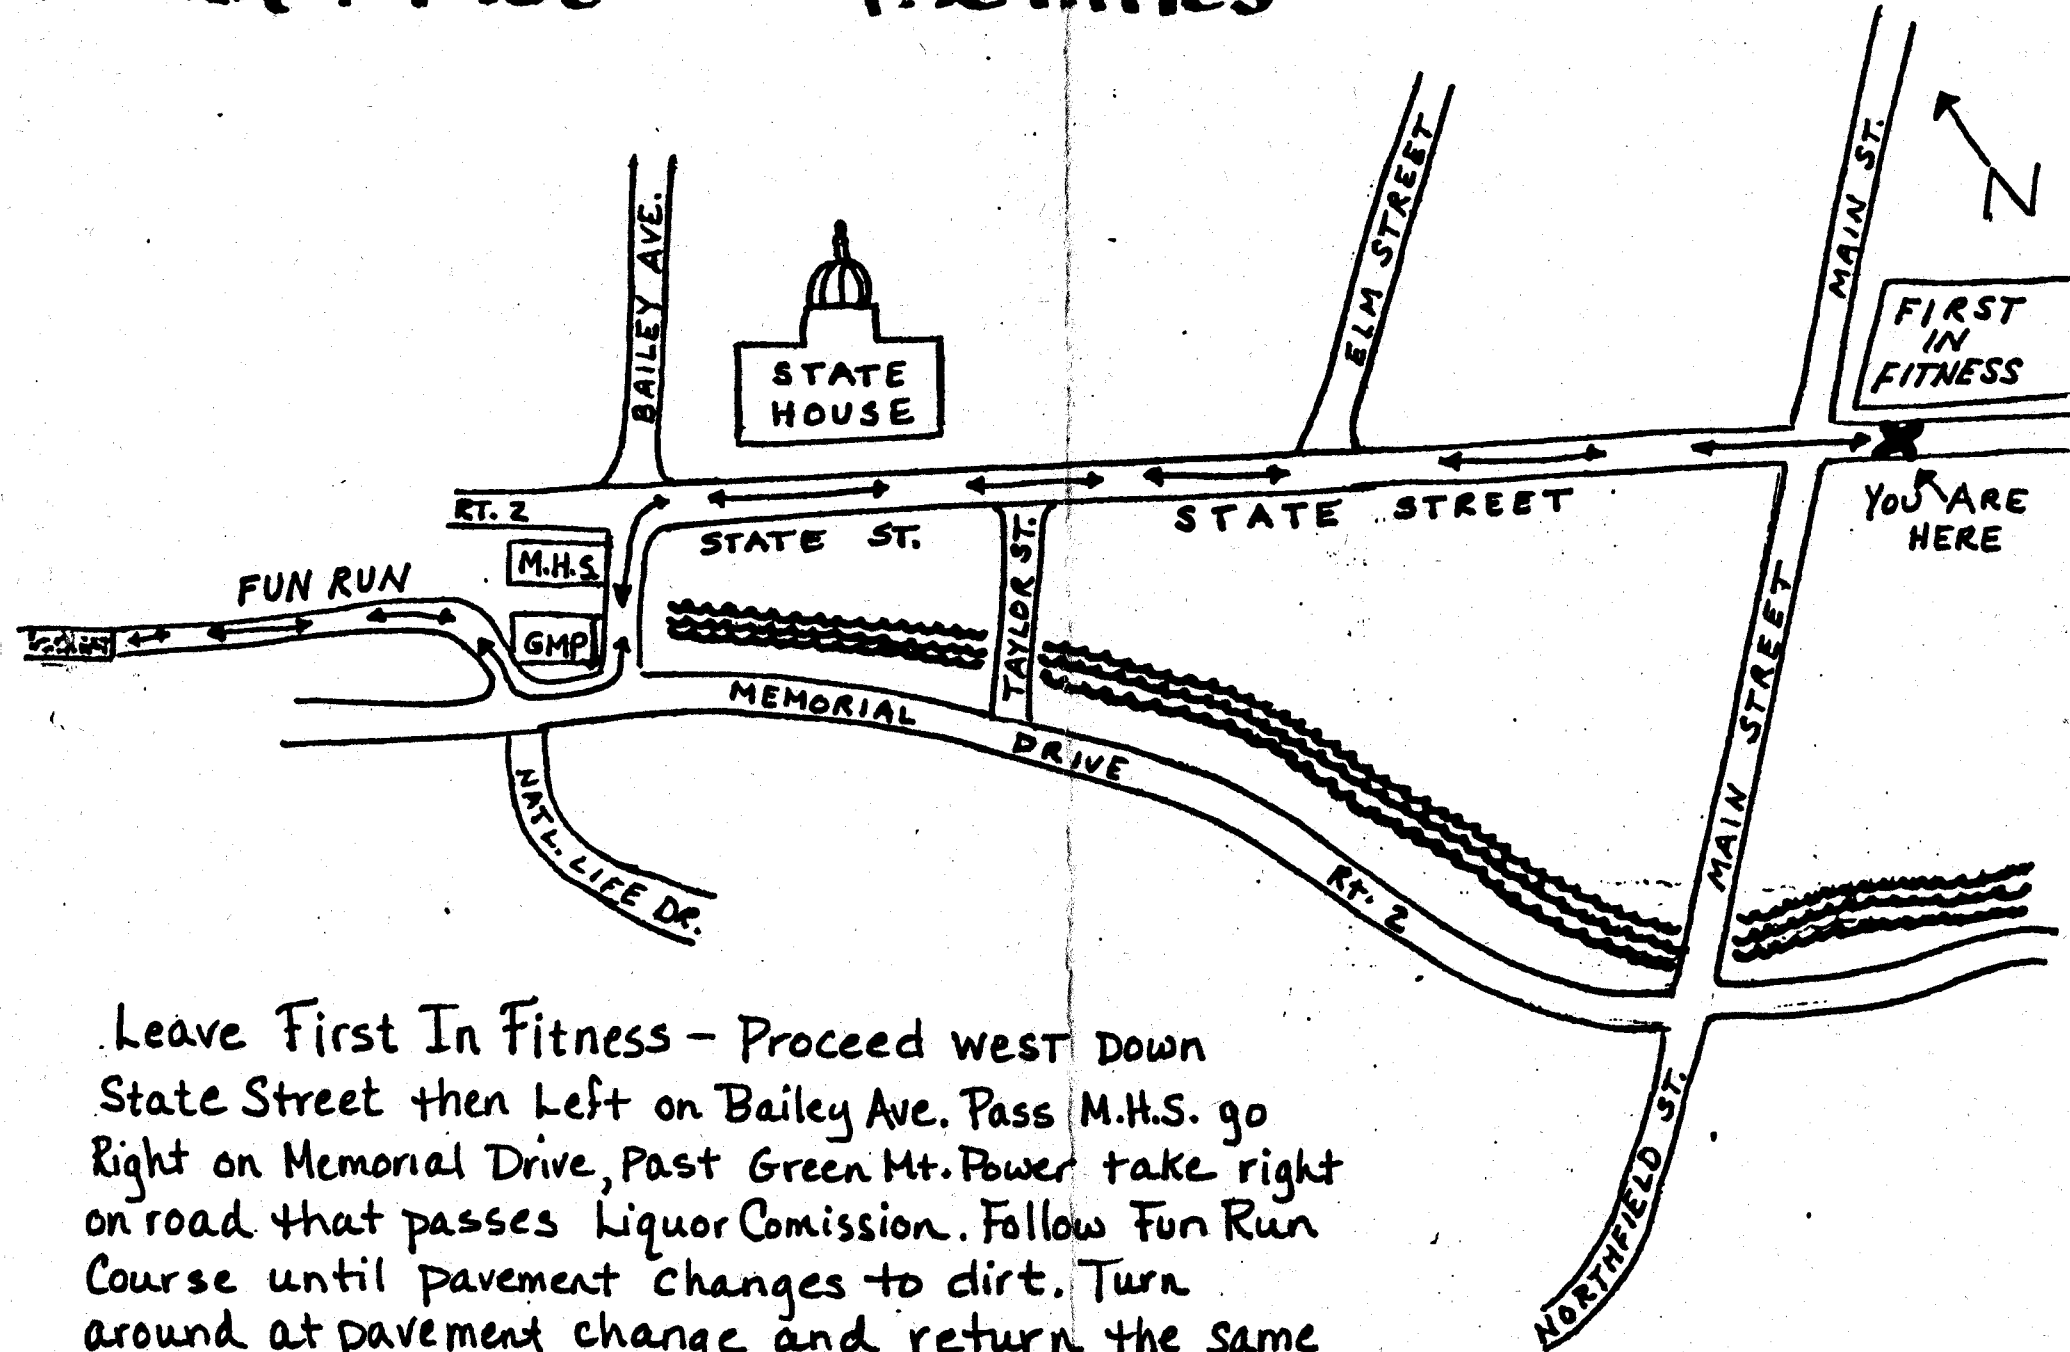 MAIN ST.
N
ELM STREET
BAILEY AVE.
STATE
HOUSE
FIRST
IN
FITNESS
RT. 2
STATE ST.
STATE STREET
YOU ARE
HERE
M.H.S.
FUN RUN
GMP
TAYLOR ST.
MEMORIAL
DRIVE
MAIN STREET
NATL. LIFE DR.
Rt. 2
NORTHFIELD ST.
Leave First In Fitness - Proceed West Down
State Street then Left on Bailey Ave. Pass M.H.S. go
Right on Memorial Drive, Past Green Mt. Power take right
on road that passes Liquor Comission. Follow Fun Run
Course until pavement changes to dirt. Turn
around at pavement change and return the same